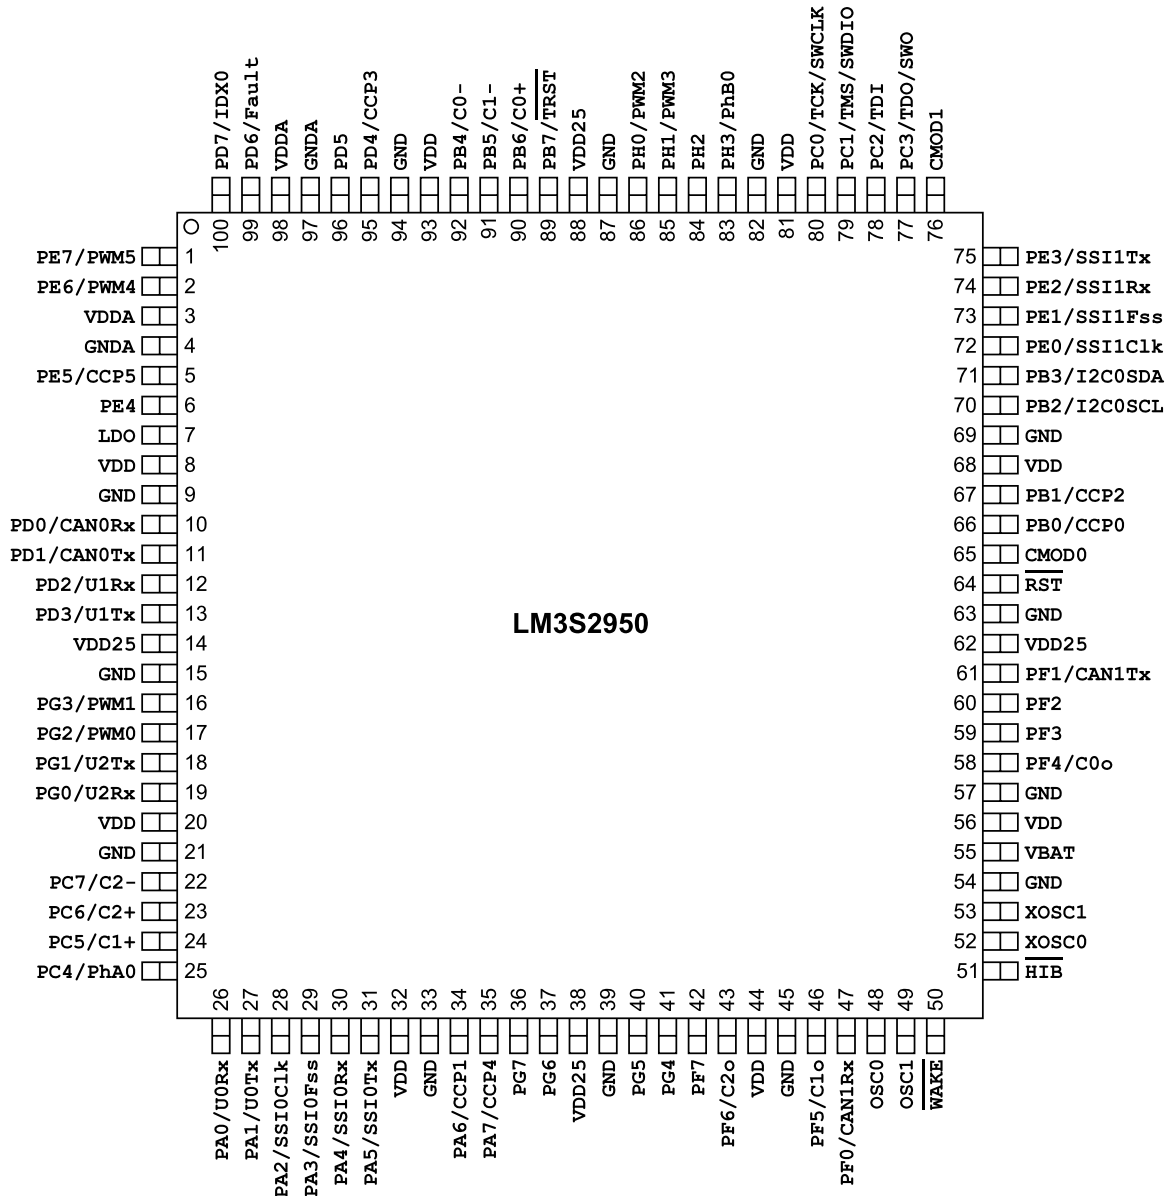 PD7/IDX0
PD6/Fault
VDDA
GNDA
PD5
PD4/CCP3
GND
VDD
PB4/C0-
PB5/C1-
PB6/C0+
PB7/TRST
VDD25
GND
PH0/PWM2
PH1/PWM3
PH2
PH3/PhB0
GND
VDD
PC0/TCK/SWCLK
PC1/TMS/SWDIO
PC2/TDI
PC3/TDO/SWO
CMOD1
100
99
98
97
96
95
94
93
92
91
90
89
88
87
86
85
84
83
82
81
80
79
78
77
76
PE7/PWM5 1
PE6/PWM4 2
VDDA 3
GNDA 4
PE5/CCP5 5
PE4 6
LDO 7
VDD 8
GND 9
PD0/CAN0Rx 10
PD1/CAN0Tx 11
PD2/U1Rx 12
PD3/U1Tx 13
VDD25 14
GND 15
PG3/PWM1 16
PG2/PWM0 17
PG1/U2Tx 18
PG0/U2Rx 19
VDD 20
GND 21
PC7/C2- 22
PC6/C2+ 23
PC5/C1+ 24
PC4/PhA0 25
LM3S2950
75 PE3/SSI1Tx
74 PE2/SSI1Rx
73 PE1/SSI1Fss
72 PE0/SSI1Clk
71 PB3/I2C0SDA
70 PB2/I2C0SCL
69 GND
68 VDD
67 PB1/CCP2
66 PB0/CCP0
65 CMOD0
64 RST
63 GND
62 VDD25
61 PF1/CAN1Tx
60 PF2
59 PF3
58 PF4/C0o
57 GND
56 VDD
55 VBAT
54 GND
53 XOSC1
52 XOSC0
51 HIB
26
27
28
29
30
31
32
33
34
35
36
37
38
39
40
41
42
43
44
45
46
47
48
49
50
PA0/U0Rx
PA1/U0Tx
PA2/SSI0Clk
PA3/SSI0Fss
PA4/SSI0Rx
PA5/SSI0Tx
VDD
GND
PA6/CCP1
PA7/CCP4
PG7
PG6
VDD25
GND
PG5
PG4
PF7
PF6/C2o
VDD
GND
PF5/C1o
PF0/CAN1Rx
OSC0
OSC1
WAKE